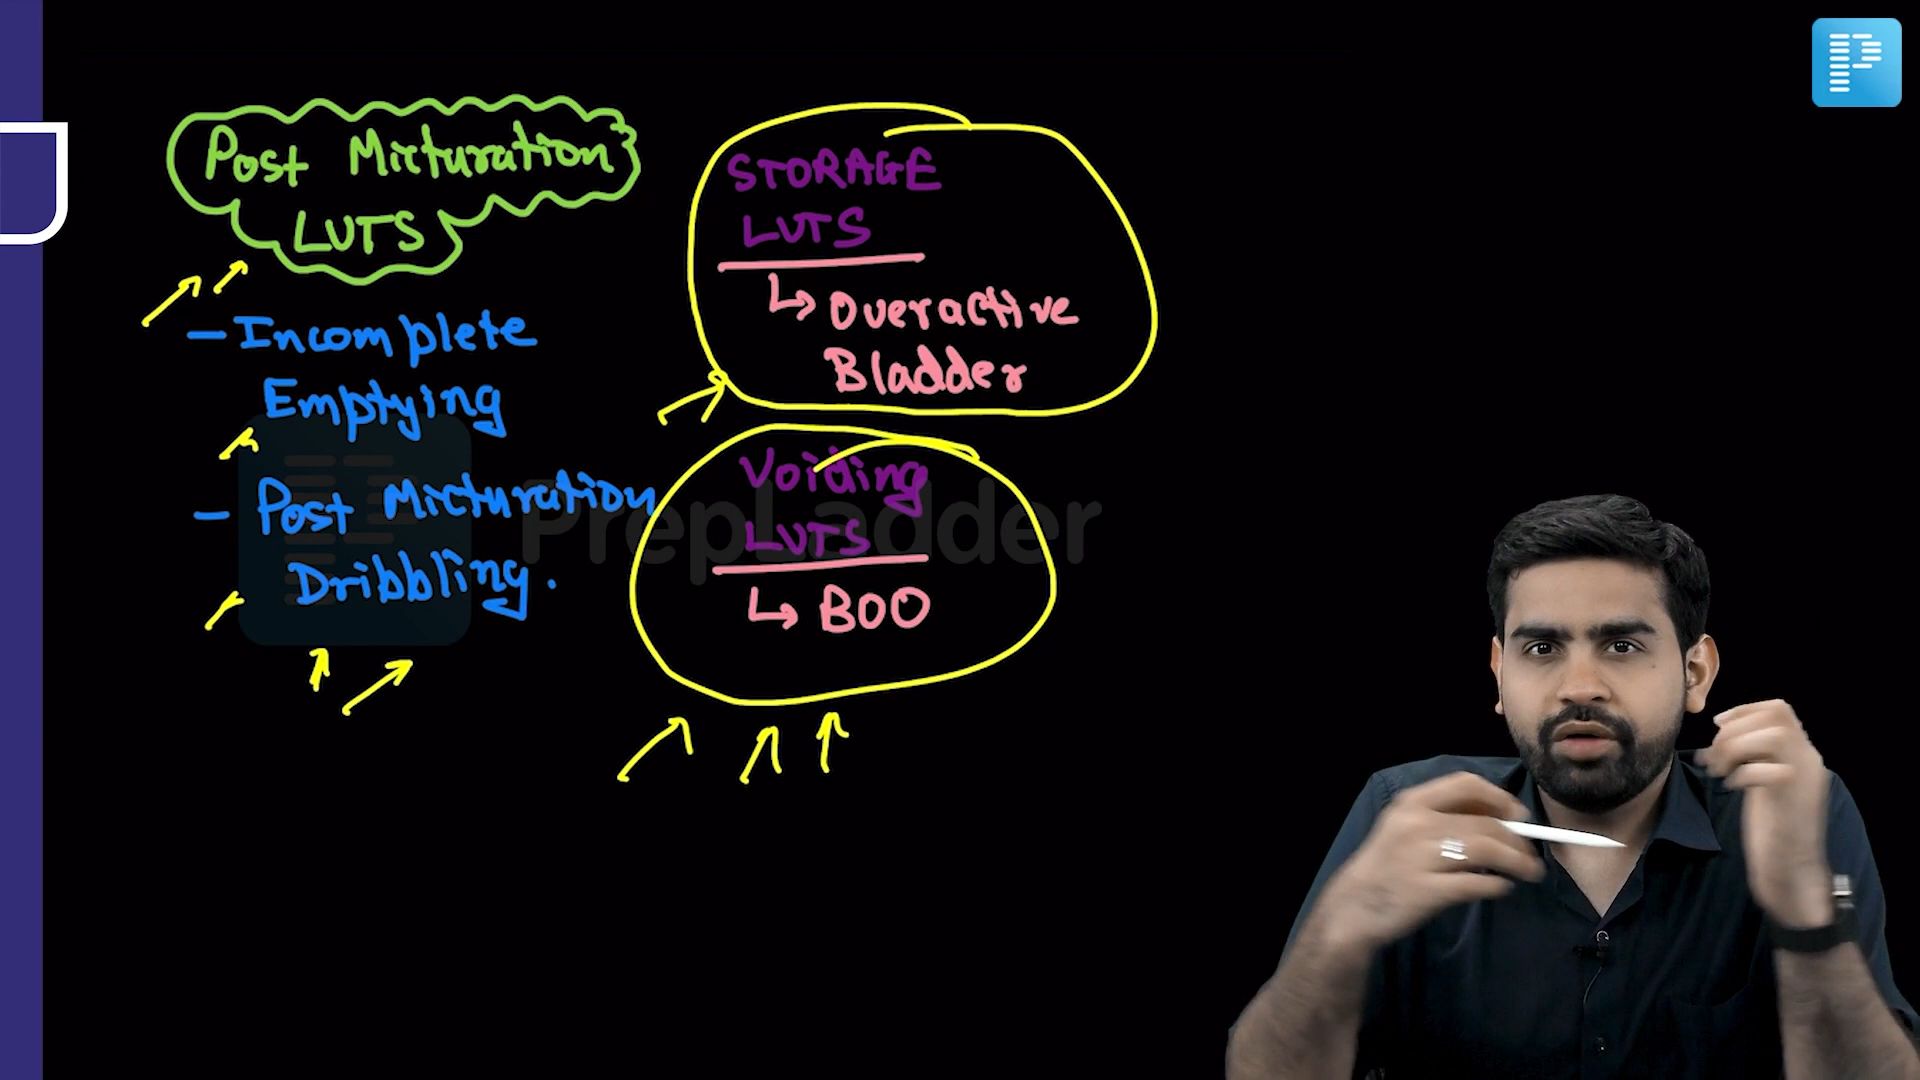 Post Micturation
LUTS
- Incomplete
Emptying
- Post Micturation
Dribbling.
STORAGE
LUTS
↳ Overactive
Bladder
Voiding
LUTS
↳ BOO
PrepLadder